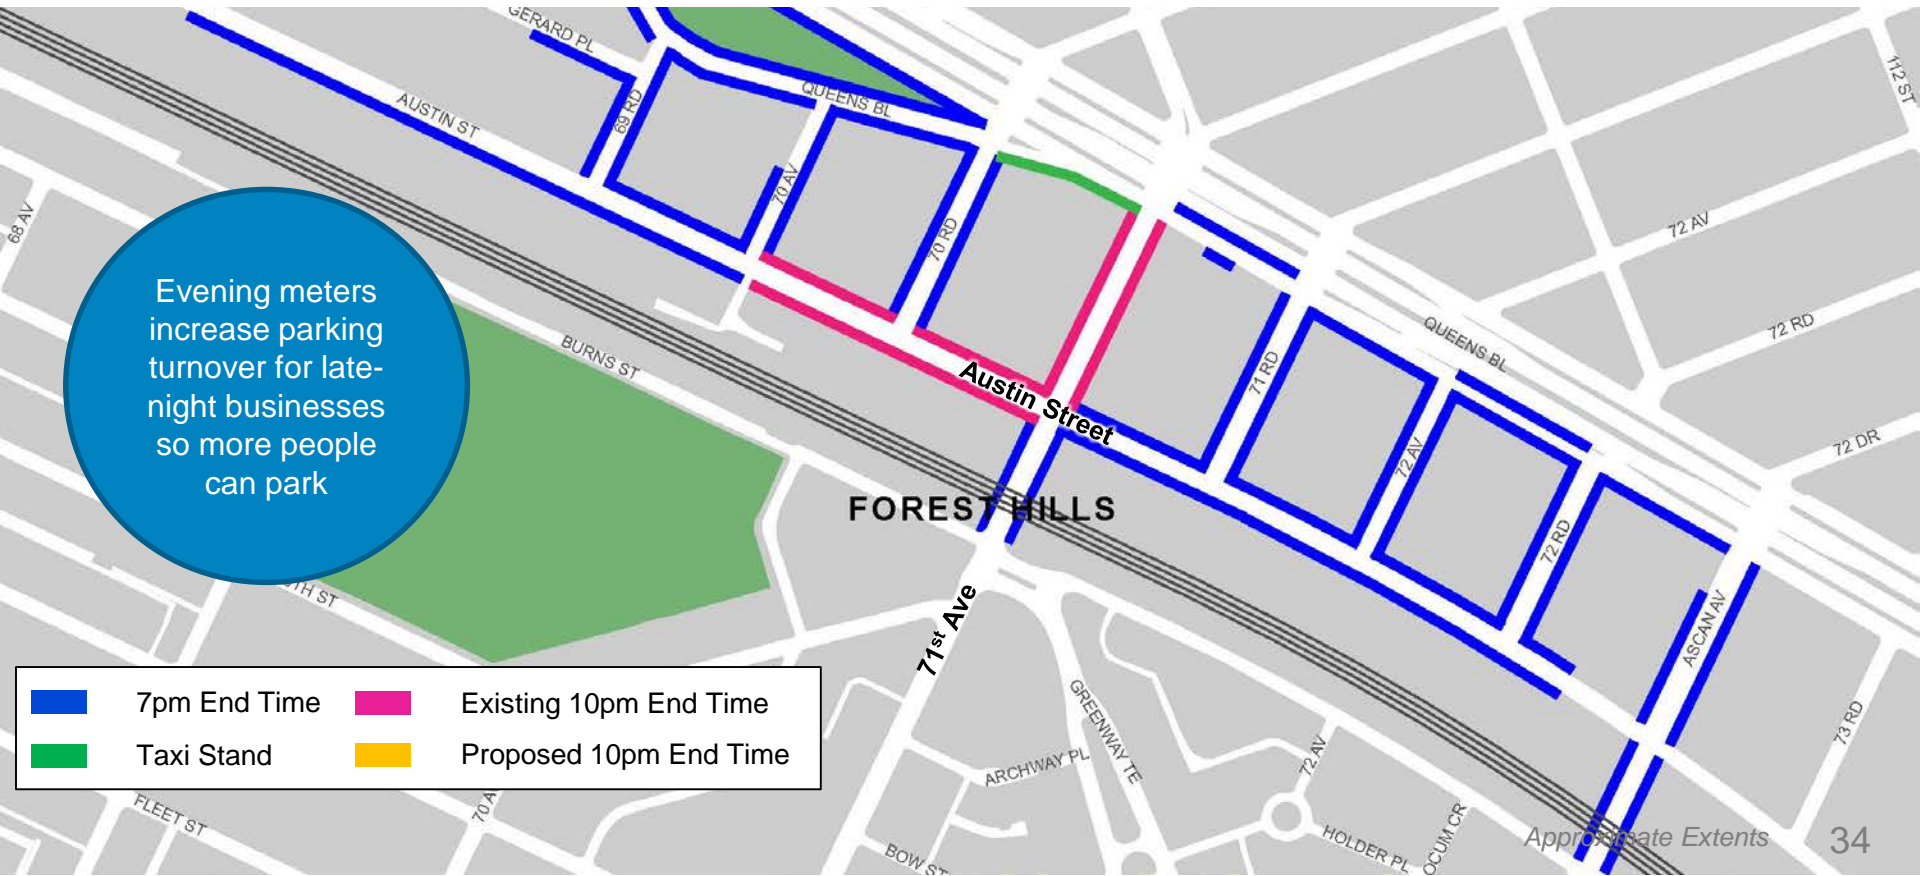 GERARD PL
AUSTIN ST
69 RD
QUEENS BL
70 AV
70 RD
112 ST
72 AV
68 AV
Evening meters
increase parking
turnover for late-
night businesses
so more people
can park
BURNS ST
Austin Street
71 RD
QUEENS BL
72 RD
72 AV
72 DR
FOREST HILLS
72 RD
71st Ave
ASCAN AV
GREENWAY TE
73 RD
7pm End Time
Existing 10pm End Time
Taxi Stand
Proposed 10pm End Time
ARCHWAY PL
72 AV
FLEET ST
70 A
BOW ST
HOLDER PL
OCUM CR
Approximate Extents
34